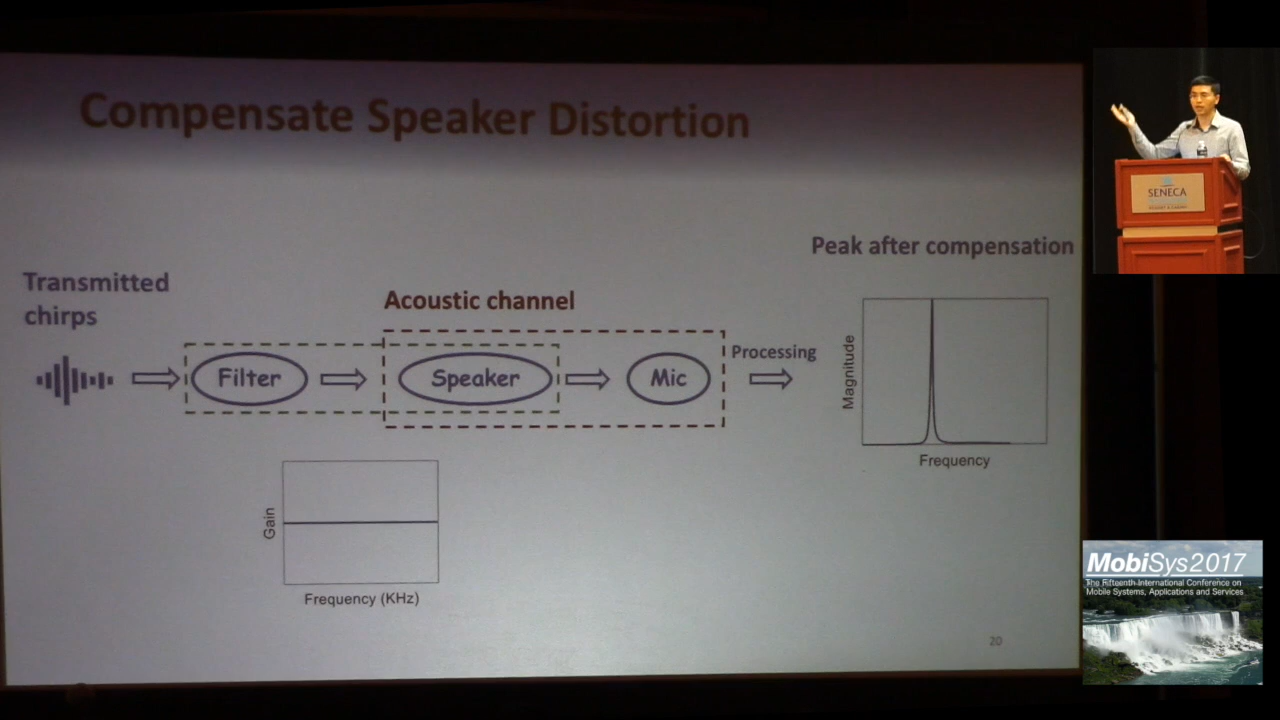 Compensate Speaker Distortion
SENECA
Peak after compensation
Transmitted
chirps
Acoustic channel
Processing
Filter
Speaker
Mic
Magnitude
Frequency
Gain
Frequency (KHz)
20
MobiSys2017
The Fifteenth International Conference on
Mobile Systems, Applications and Services